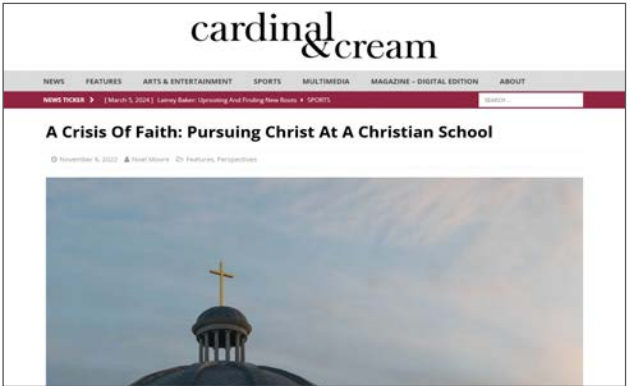 cardinal
&cream
NEWS FEATURES ARTS & ENTERTAINMENT SPORTS MULTIMEDIA MAGAZINE – DIGITAL EDITION ABOUT
NEWS TICKER [ March 5, 2024 ] Lainey Baker: Uprooting And Finding New Roots SPORTS SEARCH …
A Crisis Of Faith: Pursuing Christ At A Christian School
November 9, 2023 Noel Moore Features, Perspectives